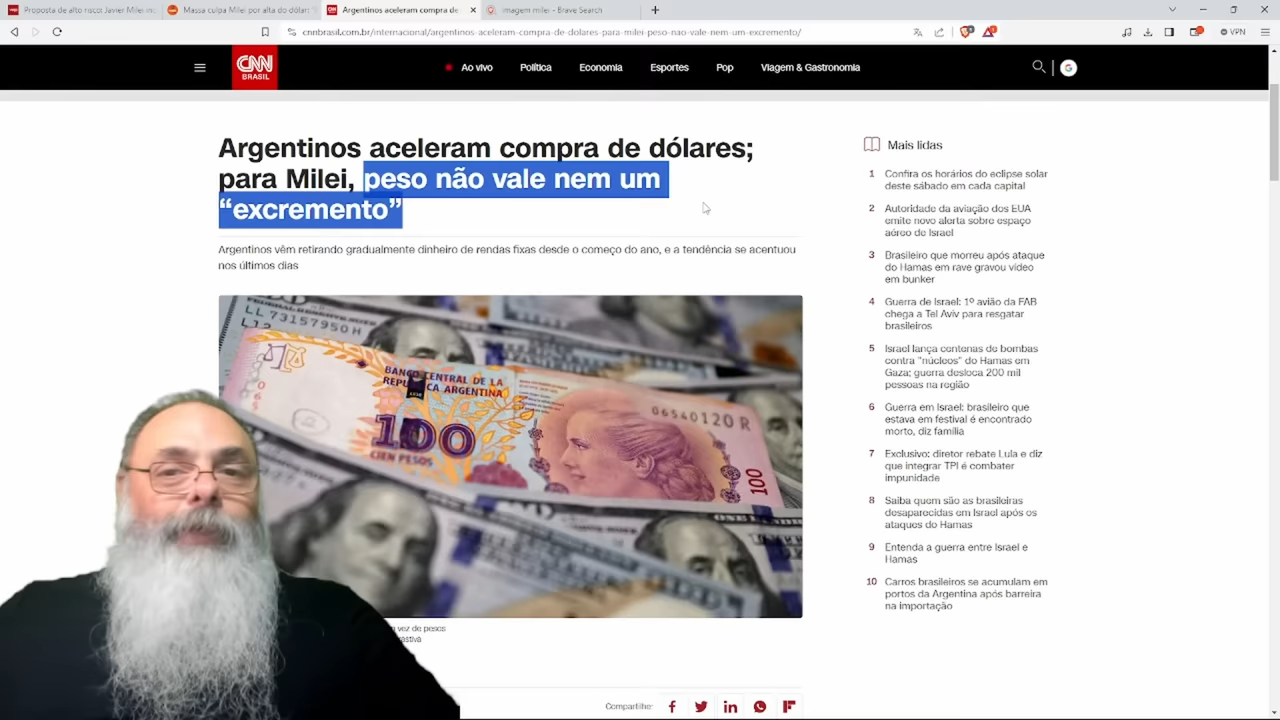 Proposta de alto risco: Javier Milei
Massa culpa Milei por alta do dólar
Argentinos aceleram compra de
imagem milei - Brave Search
cnnbrasil.com.br/internacional/argentinos-aceleram-compra-de-dolares-para-milei-peso-nao-vale-nem-um-excremento/
VPN
CNN
BRASIL
Ao vivo
Política
Economia
Esportes
Pop
Viagem & Gastronomia
Argentinos aceleram compra de dólares;
para Milei, peso não vale nem um
“excremento”
Argentinos vêm retirando gradualmente dinheiro de rendas fixas desde o começo do ano, e a tendência se acentuou
nos últimos dias
LL 73157950 H
BANCO CENTRAL DE LA
REPÚBLICA ARGENTINA
06540120 R
100
CIEN PESOS
100
a vez de pesos
Compartilhe:
Mais lidas
1 Confira os horários do eclipse solar
deste sábado em cada capital
2 Autoridade da aviação dos EUA
emite novo alerta sobre espaço
aéreo de Israel
3 Brasileiro que morreu após ataque
do Hamas em rave gravou vídeo
em bunker
4 Guerra de Israel: 1º avião da FAB
chega a Tel Aviv para resgatar
brasileiros
5 Israel lança centenas de bombas
contra "núcleos" do Hamas em
Gaza; guerra desloca 200 mil
pessoas na região
6 Guerra em Israel: brasileiro que
estava em festival é encontrado
morto, diz família
7 Exclusivo: diretor rebate Lula e diz
que integrar TPI é combater
impunidade
8 Saiba quem são as brasileiras
desaparecidas em Israel após os
ataques do Hamas
9 Entenda a guerra entre Israel e
Hamas
10 Carros brasileiros se acumulam em
portos da Argentina após barreira
na importação